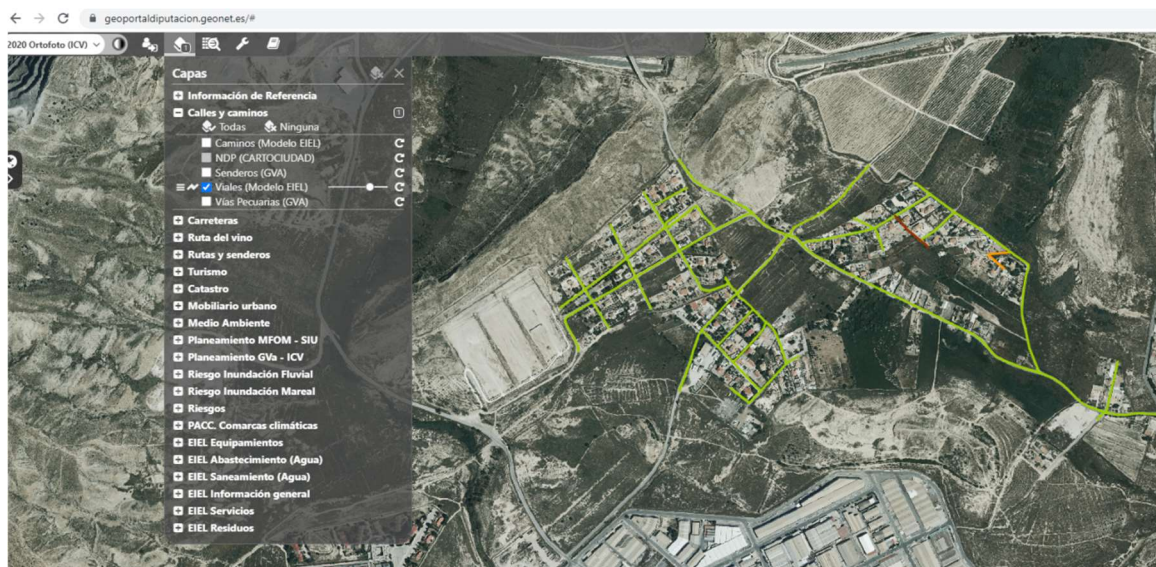 geoportaldiputacion.geonet.es/#
2020 Ortofoto (ICV)
1
Capas
Información de Referencia
Calles y caminos 1
Todas Ninguna
Caminos (Modelo EIEL)
NDP (CARTOCIUDAD)
Senderos (GVA)
Viales (Modelo EIEL)
Vías Pecuarias (GVA)
Carreteras
Ruta del vino
Rutas y senderos
Turismo
Catastro
Mobiliario urbano
Medio Ambiente
Planeamiento MFOM - SIU
Planeamiento GVa - ICV
Riesgo Inundación Fluvial
Riesgo Inundación Mareal
Riesgos
PACC. Comarcas climáticas
EIEL Equipamientos
EIEL Abastecimiento (Agua)
EIEL Saneamiento (Agua)
EIEL Información general
EIEL Servicios
EIEL Residuos